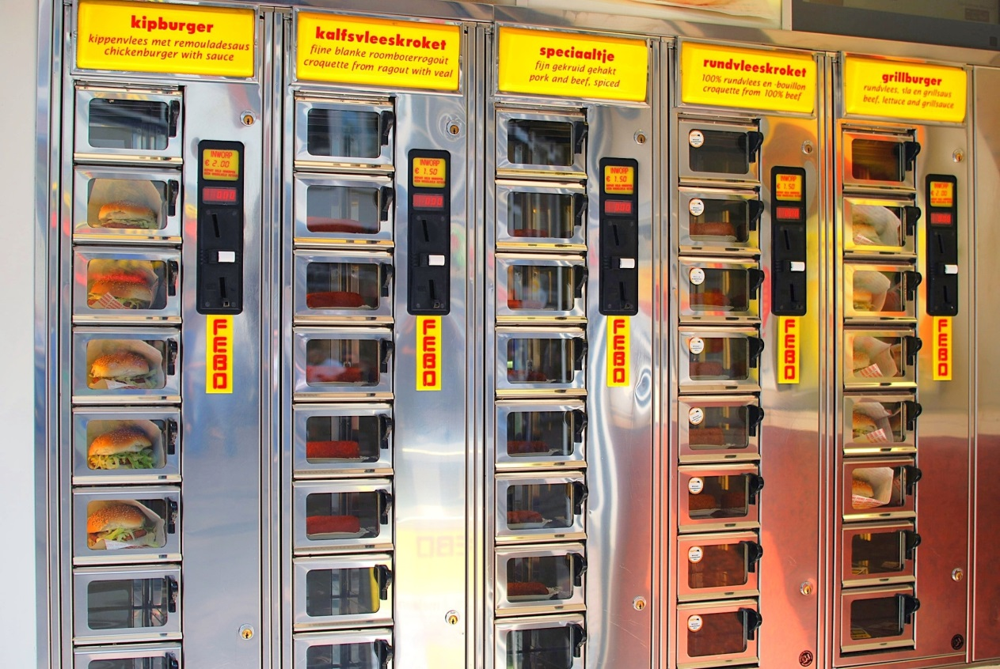 kipburger
kippenvlees met remouladesaus
chickenburger with sauce
kalfsvleeskroket
fijne blanke roomboterragoût
croquette from ragout with veal
speciaaltje
fijn gekruid gehakt
pork and beef, spiced
rundvleeskroket
100% rundvlees en -bouillon
croquette from 100% beef
grillburger
rundvlees, sla en grillsaus
beef, lettuce and grillsauce
INWORP
€ 2.00
INWORP
€ 1.50
INWORP
€ 1.50
INWORP
€ 1.50
INWORP
€ 2.00
FEBO
FEBO
FEBO
FEBO
FEBO